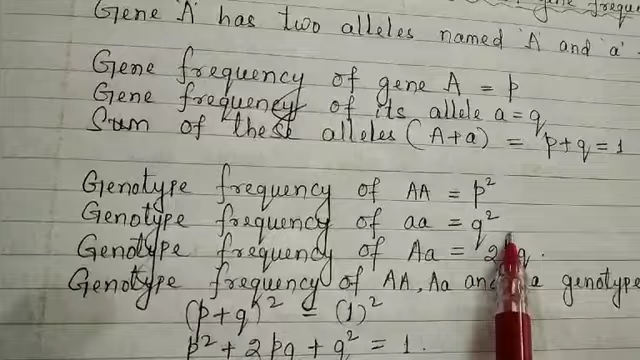 gene frequ
Gene 'A' has two alleles named 'A' and 'a'
Gene frequency of gene A = p
Gene frequency of its allele a = q
Sum of these alleles (A+a) = p+q = 1
Genotype frequency of AA = p²
Genotype frequency of aa = q²
Genotype frequency of Aa = 2pq.
Genotype frequency of AA, Aa and a genotype
(p+q)² = (1)²
p² + 2pq + q² = 1.